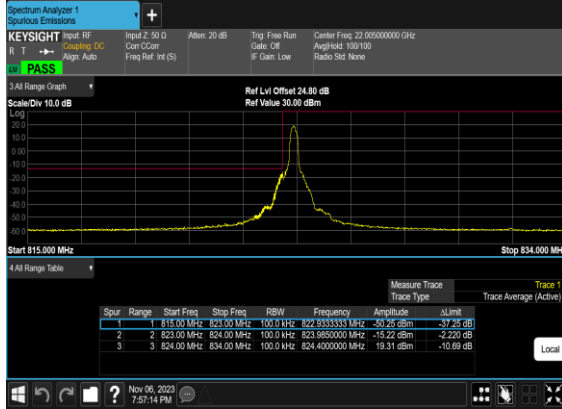 Spectrum Analyzer 1
Spurious Emissions
KEYSIGHT Input: RF Input Z: 50 Ω Atten: 20 dB Trig: Free Run Center Freq: 22.005000000 GHz
R T Coupling: DC Corr CCorr Gate: Off Avg|Hold: 100/100
Align: Auto Freq Ref: Int (S) IF Gain: Low Radio Std: None
PASS
3 All Range Graph
Ref Lvl Offset 24.80 dB
Scale/Div 10.0 dB Ref Value 30.00 dBm
Log
20.0
10.0
0.00
-10.0
-20.0
-30.0
-40.0
-50.0
-60.0
Start 815.000 MHz Stop 834.000 MH
4 All Range Table
Measure Trace Trace 1
Trace Type Trace Average (Active)
Spur Range Start Freq Stop Freq RBW Frequency Amplitude ΔLimit
1 1 815.00 MHz 823.00 MHz 100.0 kHz 822.9333333 MHz -50.25 dBm -37.25 dB
2 2 823.00 MHz 824.00 MHz 100.0 kHz 823.9850000 MHz -15.22 dBm -2.220 dB
3 3 824.00 MHz 834.00 MHz 100.0 kHz 824.4000000 MHz 19.31 dBm -10.69 dB
Local
Nov 06, 2023
7:57:14 PM